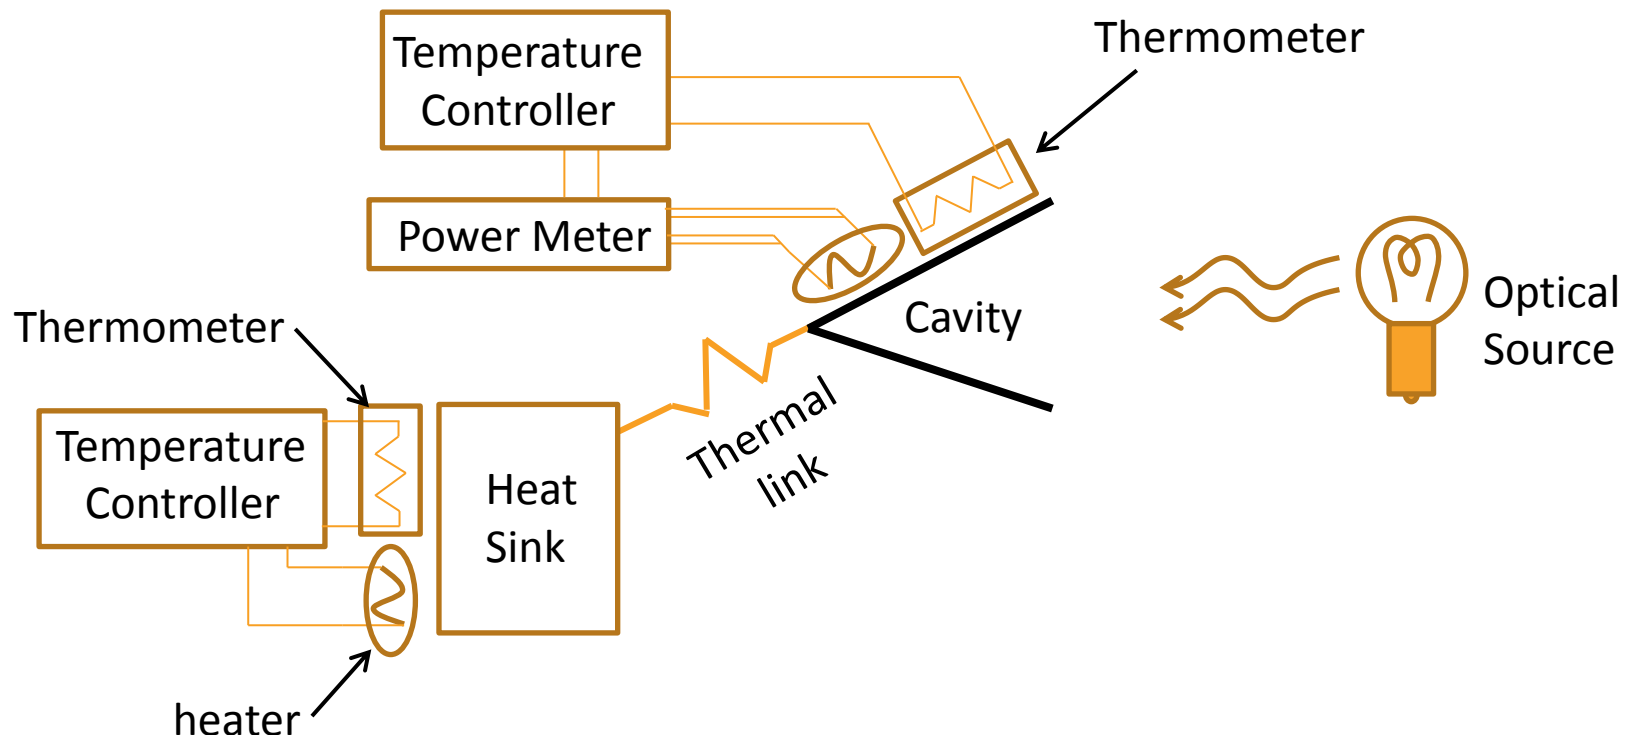 Temperature
Controller
Thermometer
Power Meter
Optical
Source
Cavity
Thermometer
Thermal
link
Temperature
Controller
Heat
Sink
heater